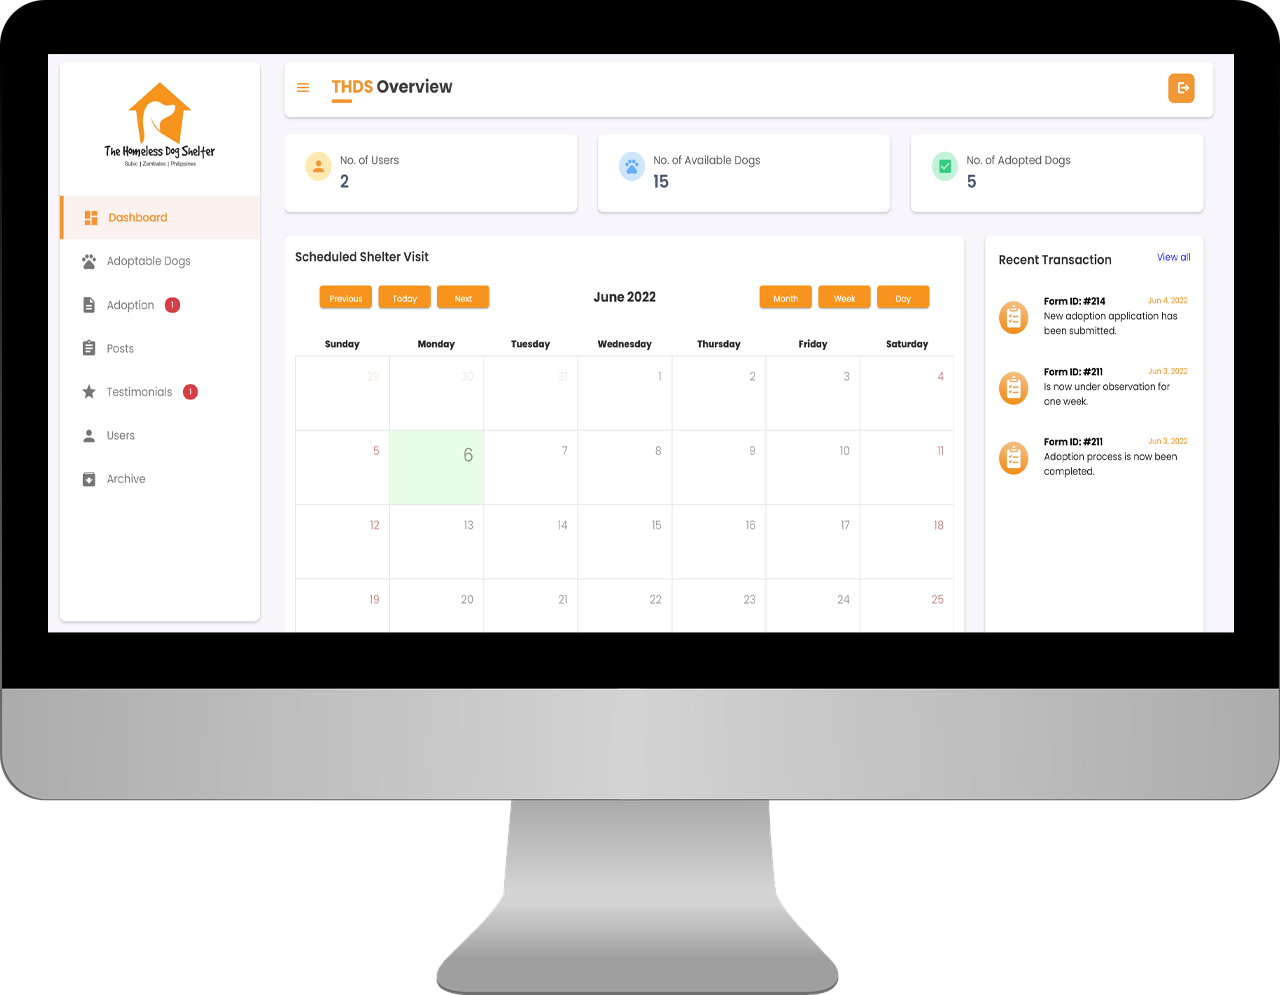 The Homeless Dog Shelter
Subic | Zambales | Philippines
Dashboard
Adoptable Dogs
Adoption 1
Posts
Testimonials 1
Users
Archive
THDS Overview
No. of Users
2
No. of Available Dogs
15
No. of Adopted Dogs
5
Scheduled Shelter Visit
Previous Today Next
June 2022
Month Week Day
Sunday Monday Tuesday Wednesday Thursday Friday Saturday
29 30 31 1 2 3 4
5 6 7 8 9 10 11
12 13 14 15 16 17 18
19 20 21 22 23 24 25
Recent Transaction View all
Form ID: #214 Jun 4, 2022
New adoption application has
been submitted.
Form ID: #211 Jun 3, 2022
Is now under observation for
one week.
Form ID: #211 Jun 3, 2022
Adoption process is now been
completed.